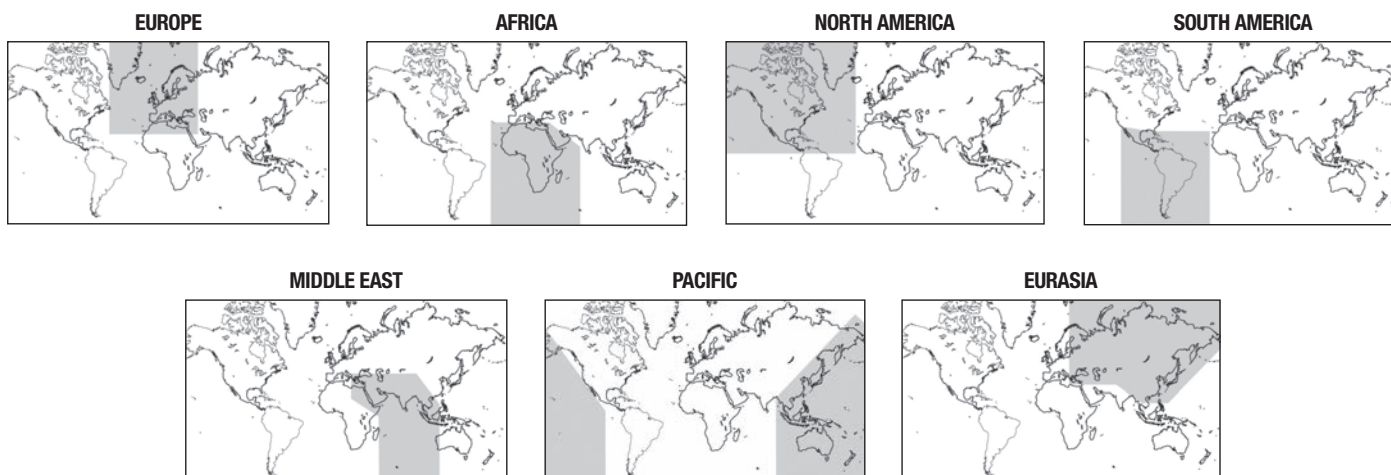 EUROPE
AFRICA
NORTH AMERICA
SOUTH AMERICA
MIDDLE EAST
PACIFIC
EURASIA